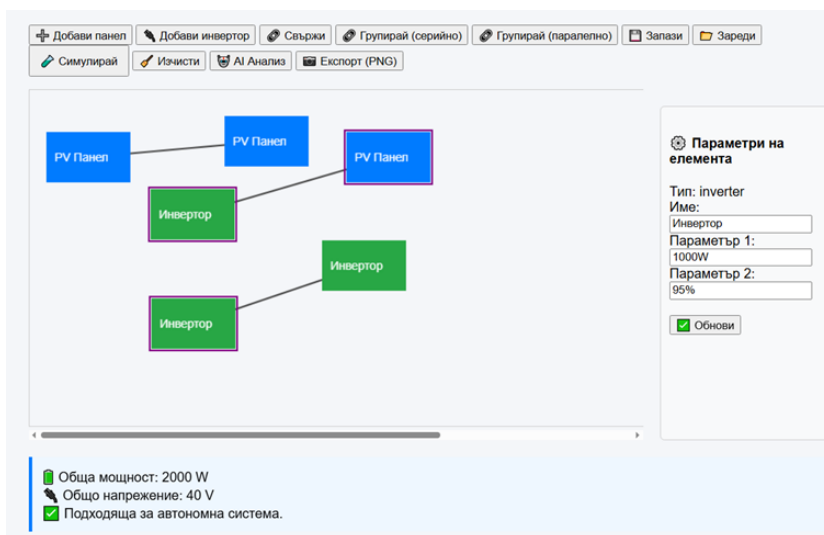 Добави панел Добави инвертор Свържи Групирай (серийно) Групирай (паралелно) Запази Зареди
Симулирай Изчисти AI Анализ Експорт (PNG)
PV Панел
PV Панел
PV Панел
Инвертор
Инвертор
Инвертор
Параметри на
елемента
Тип: inverter
Име:
Инвертор
Параметър 1:
1000W
Параметър 2:
95%
Обнови
Обща мощност: 2000 W
Общо напрежение: 40 V
Подходяща за автономна система.